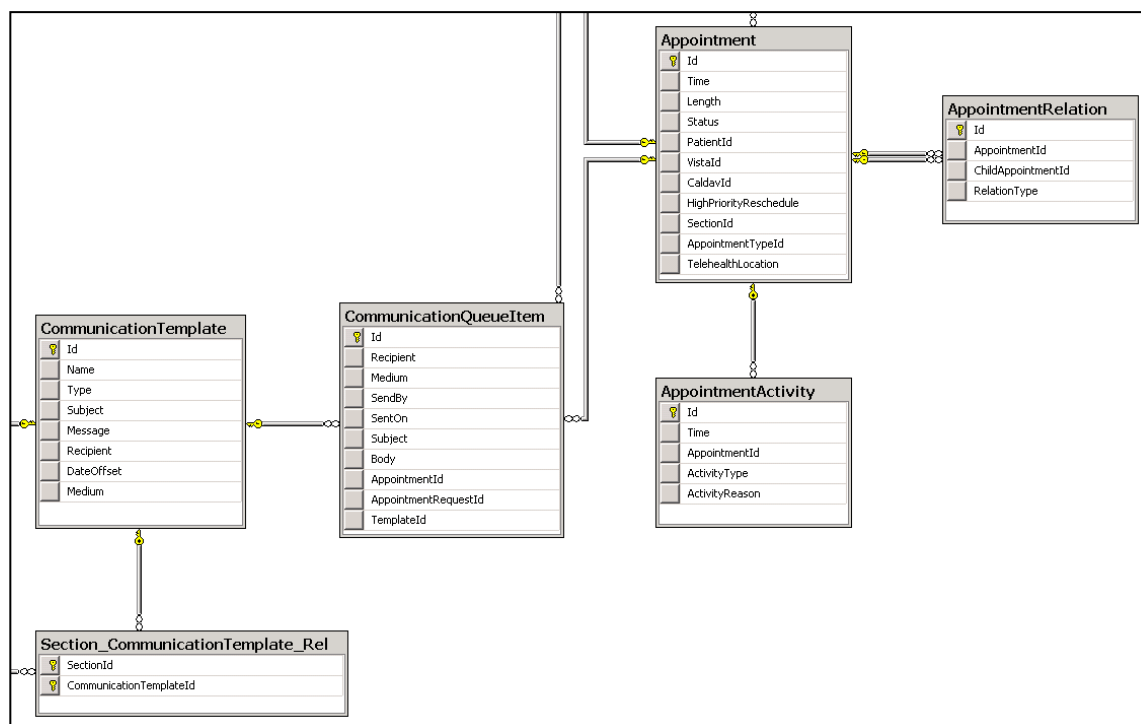 Appointment
Id
Time
Length
Status
PatientId
VistaId
CaldavId
HighPriorityReschedule
SectionId
AppointmentTypeId
TelehealthLocation
AppointmentRelation
Id
AppointmentId
ChildAppointmentId
RelationType
CommunicationTemplate
Id
Name
Type
Subject
Message
Recipient
DateOffset
Medium
CommunicationQueueItem
Id
Recipient
Medium
SendBy
SentOn
Subject
Body
AppointmentId
AppointmentRequestId
TemplateId
AppointmentActivity
Id
Time
AppointmentId
ActivityType
ActivityReason
Section_CommunicationTemplate_Rel
SectionId
CommunicationTemplateId